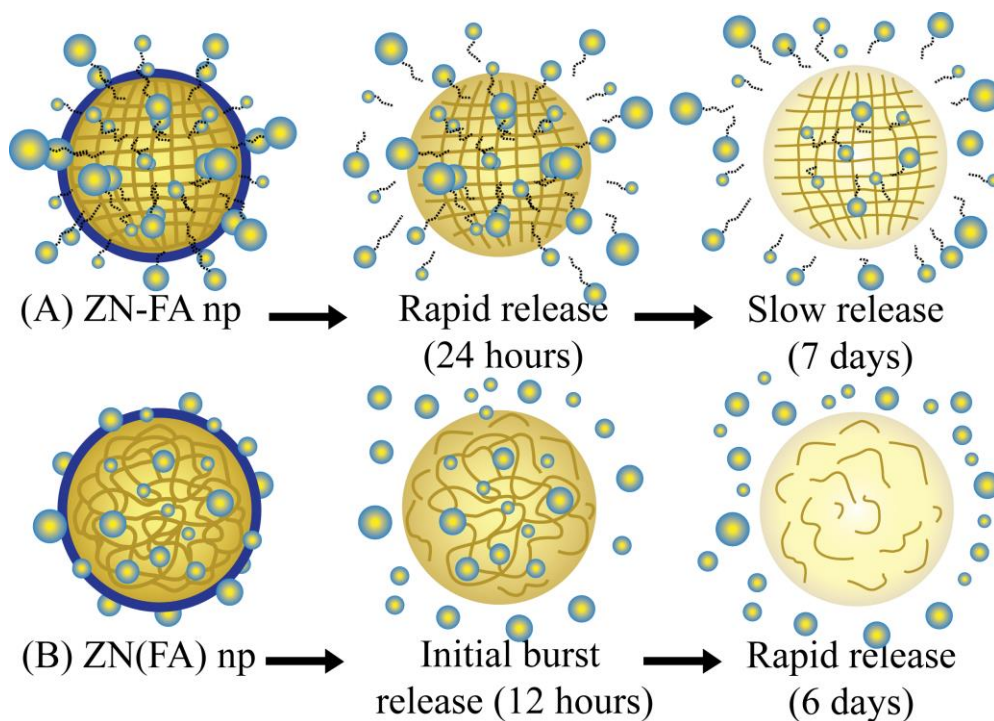 (A) ZN-FA np
Rapid release
(24 hours)
Slow release
(7 days)
(B) ZN(FA) np
Initial burst
release (12 hours)
Rapid release
(6 days)